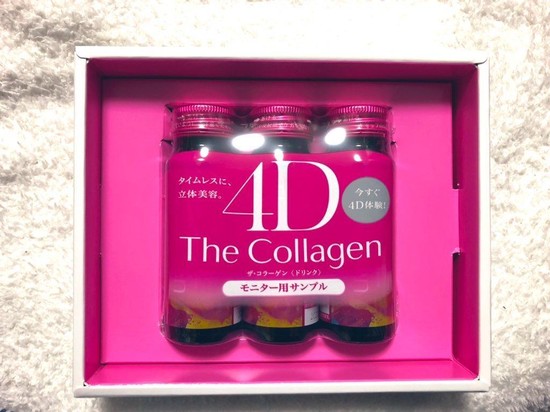 タイムレスに、
立体美容。
4D
今すぐ
4D体験!
The Collagen
ザ・コラーゲン〈ドリンク〉
モニター用サンプル